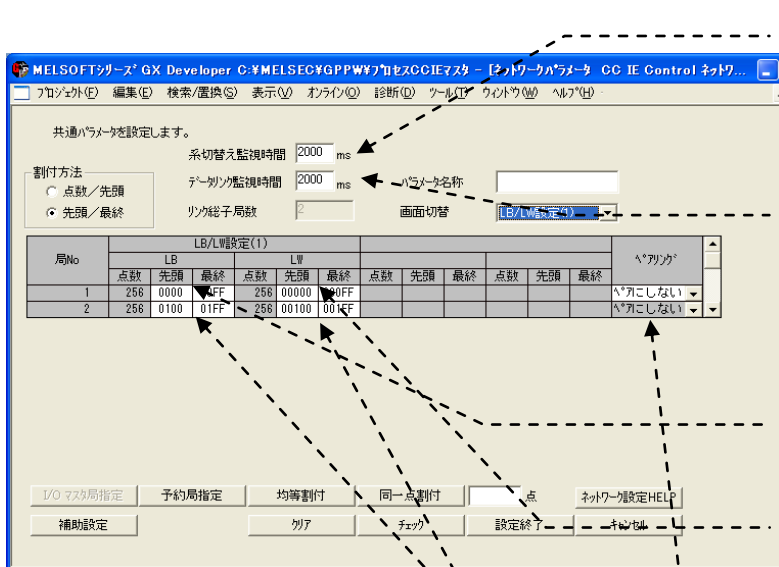 MELSOFTｼﾘｰｽﾞ GX Developer C:¥MELSEC¥GPPW¥ﾌﾟﾛｾｽCCIEﾏｽﾀ - [ﾈｯﾄﾜｰｸﾊﾟﾗﾒｰﾀ CC IE Control ﾈｯﾄﾜ...
ﾌﾟﾛｼﾞｪｸﾄ(F) 編集(E) 検索/置換(S) 表示(V) オンライン(O) 診断(D) ﾂｰﾙ(T) ｳｨﾝﾄﾞｳ(W) ﾍﾙﾌﾟ(H)
共通ﾊﾟﾗﾒｰﾀを設定します。
系切替え監視時間 2000 ms
割付方法
データリンク監視時間 2000 ms ﾊﾟﾗﾒｰﾀ名称
点数／先頭
先頭／最終 ﾘﾝｸ総子局数 2 画面切替 LB/LW設定(1)
局No LB/LW設定(1) ﾍﾟｱﾘﾝｸﾞ
LB LW
点数 先頭 最終 点数 先頭 最終 点数 先頭 最終 点数 先頭 最終
1 256 0000 00FF 256 00000 000FF ﾍﾟｱにしない
2 256 0100 01FF 256 00100 001FF ﾍﾟｱにしない
I/O ﾏｽﾀ局指定 予約局指定 均等割付 同一点割付 点 ﾈｯﾄﾜｰｸ設定HELP
補助設定 ｸﾘｱ ﾁｪｯｸ 設定終了 ｷｬﾝｾﾙ